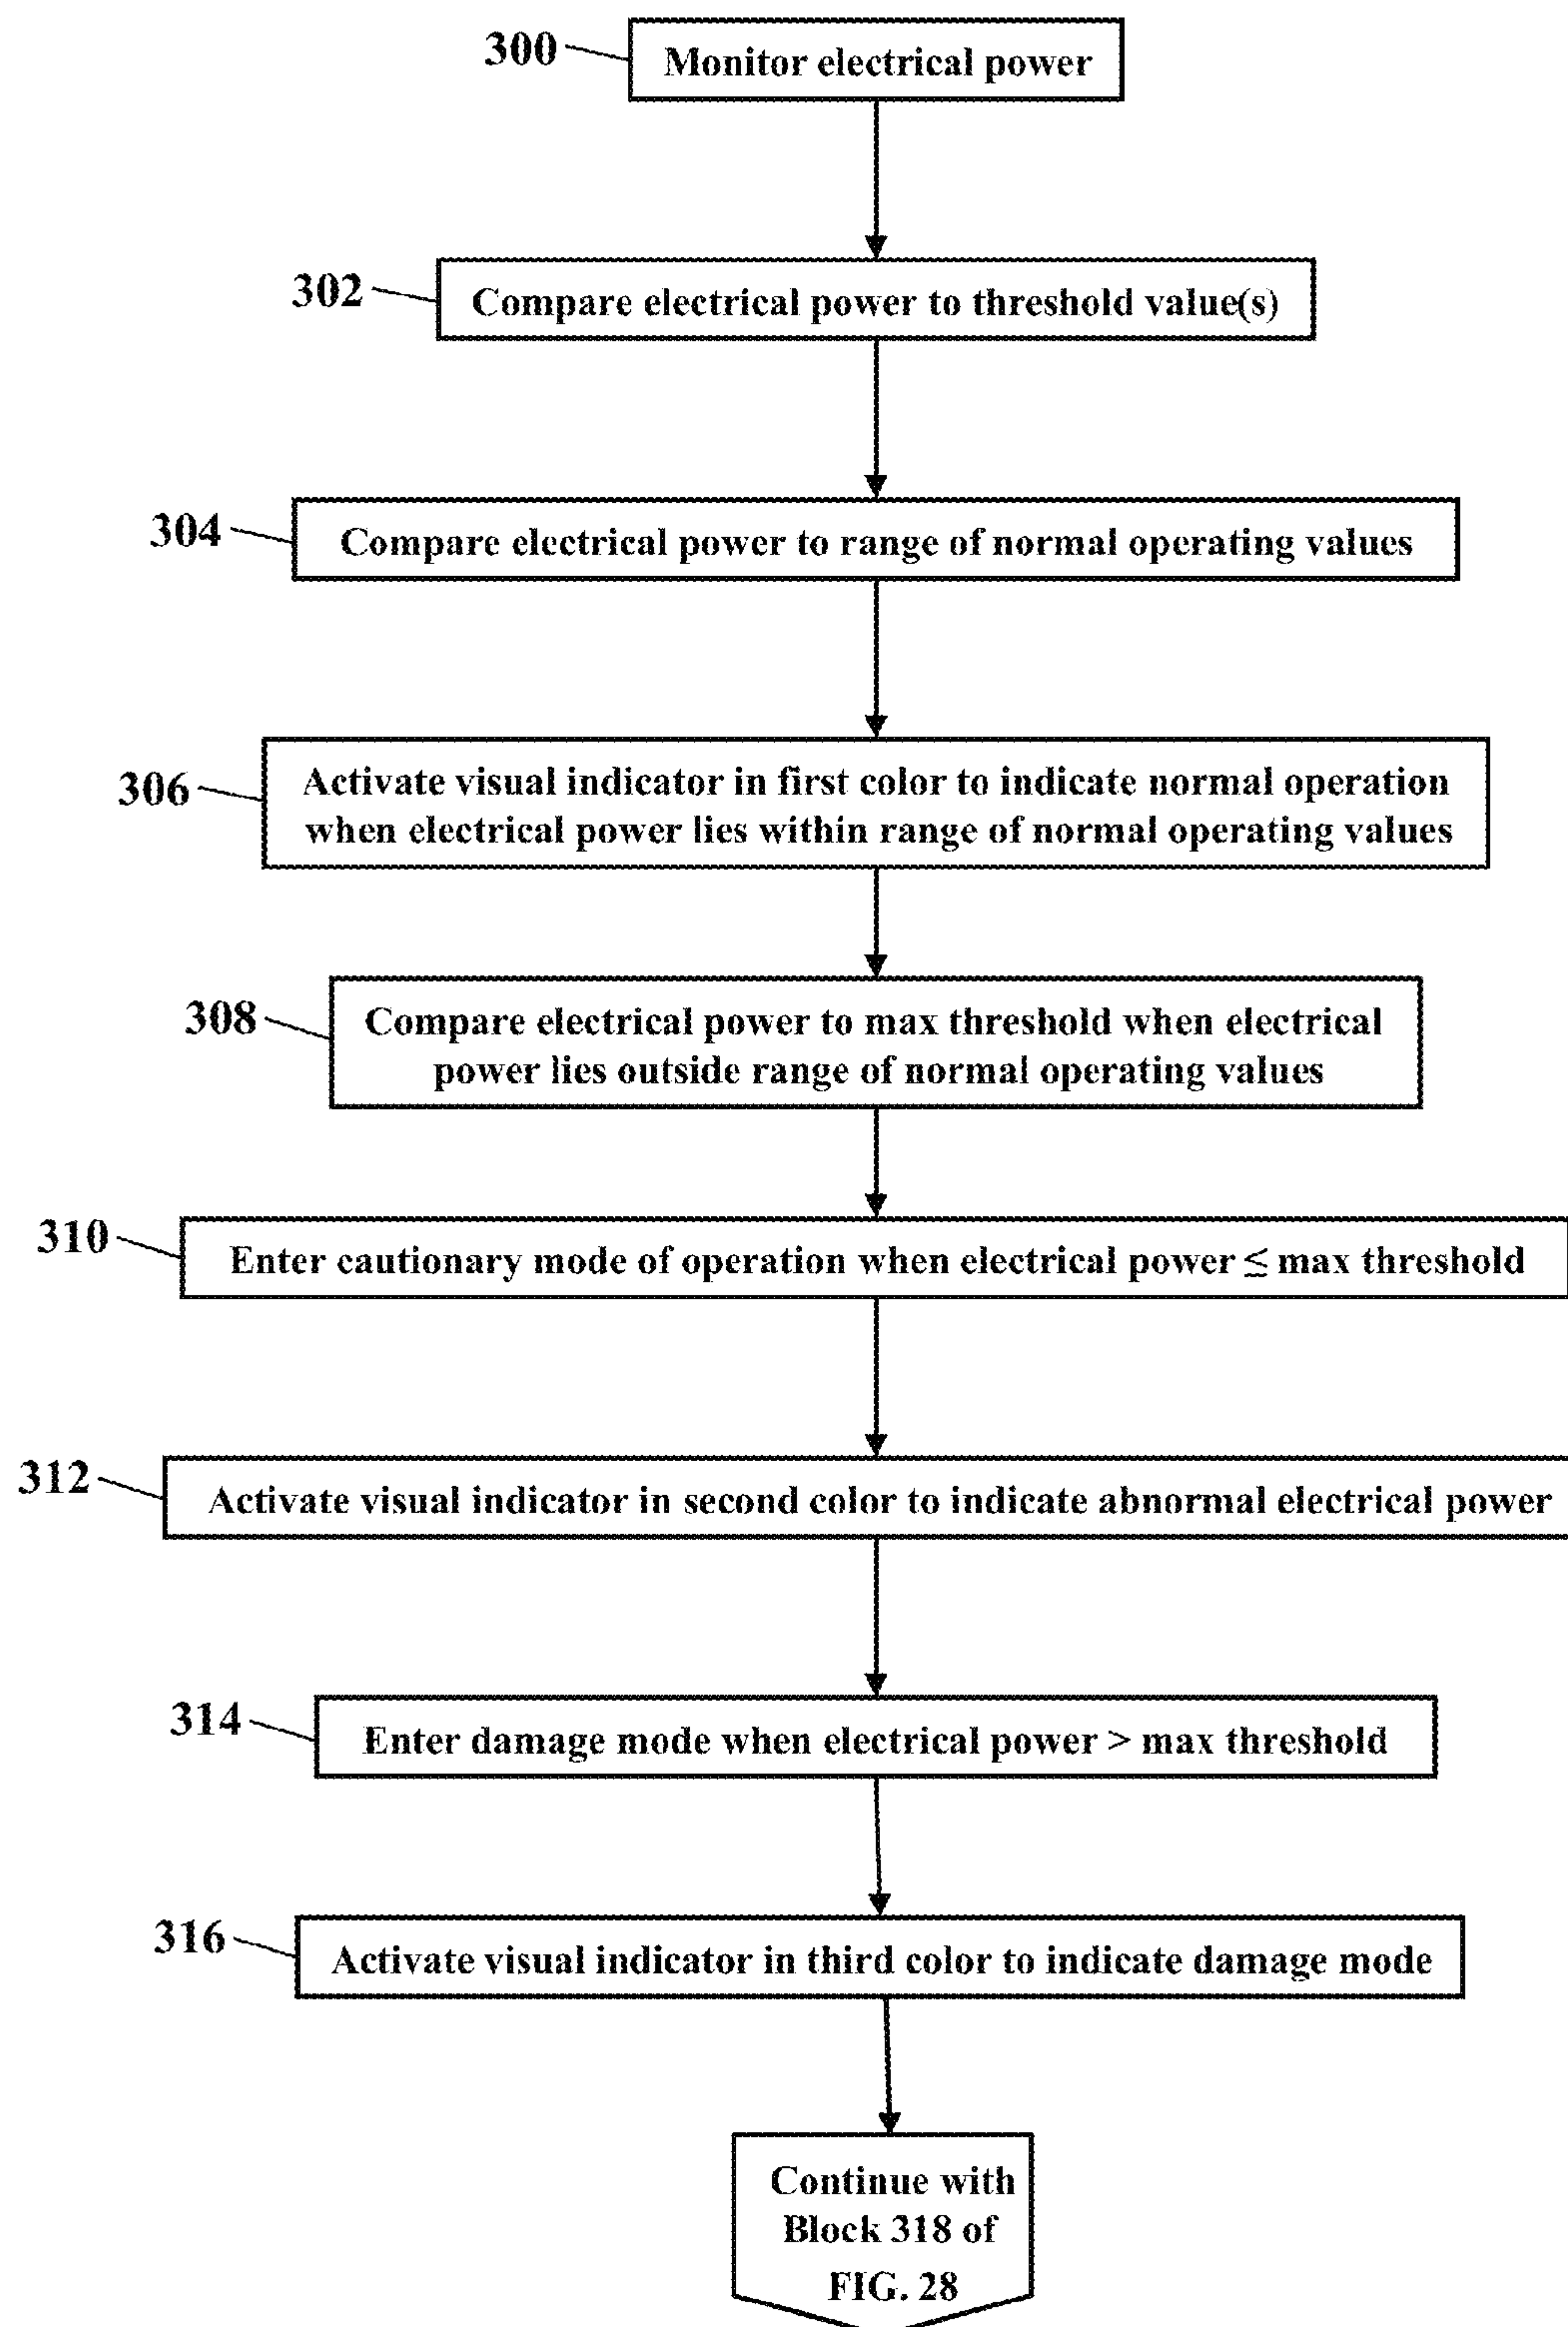 300
Monitor electrical power
302
Compare electrical power to threshold value(s)
304
Compare electrical power to range of normal operating values
306
Activate visual indicator in first color to indicate normal operation
when electrical power lies within range of normal operating values
308
Compare electrical power to max threshold when electrical
power lies outside range of normal operating values
310
Enter cautionary mode of operation when electrical power ≤ max threshold
312
Activate visual indicator in second color to indicate abnormal electrical power
314
Enter damage mode when electrical power > max threshold
316
Activate visual indicator in third color to indicate damage mode
Continue with
Block 318 of
FIG. 28